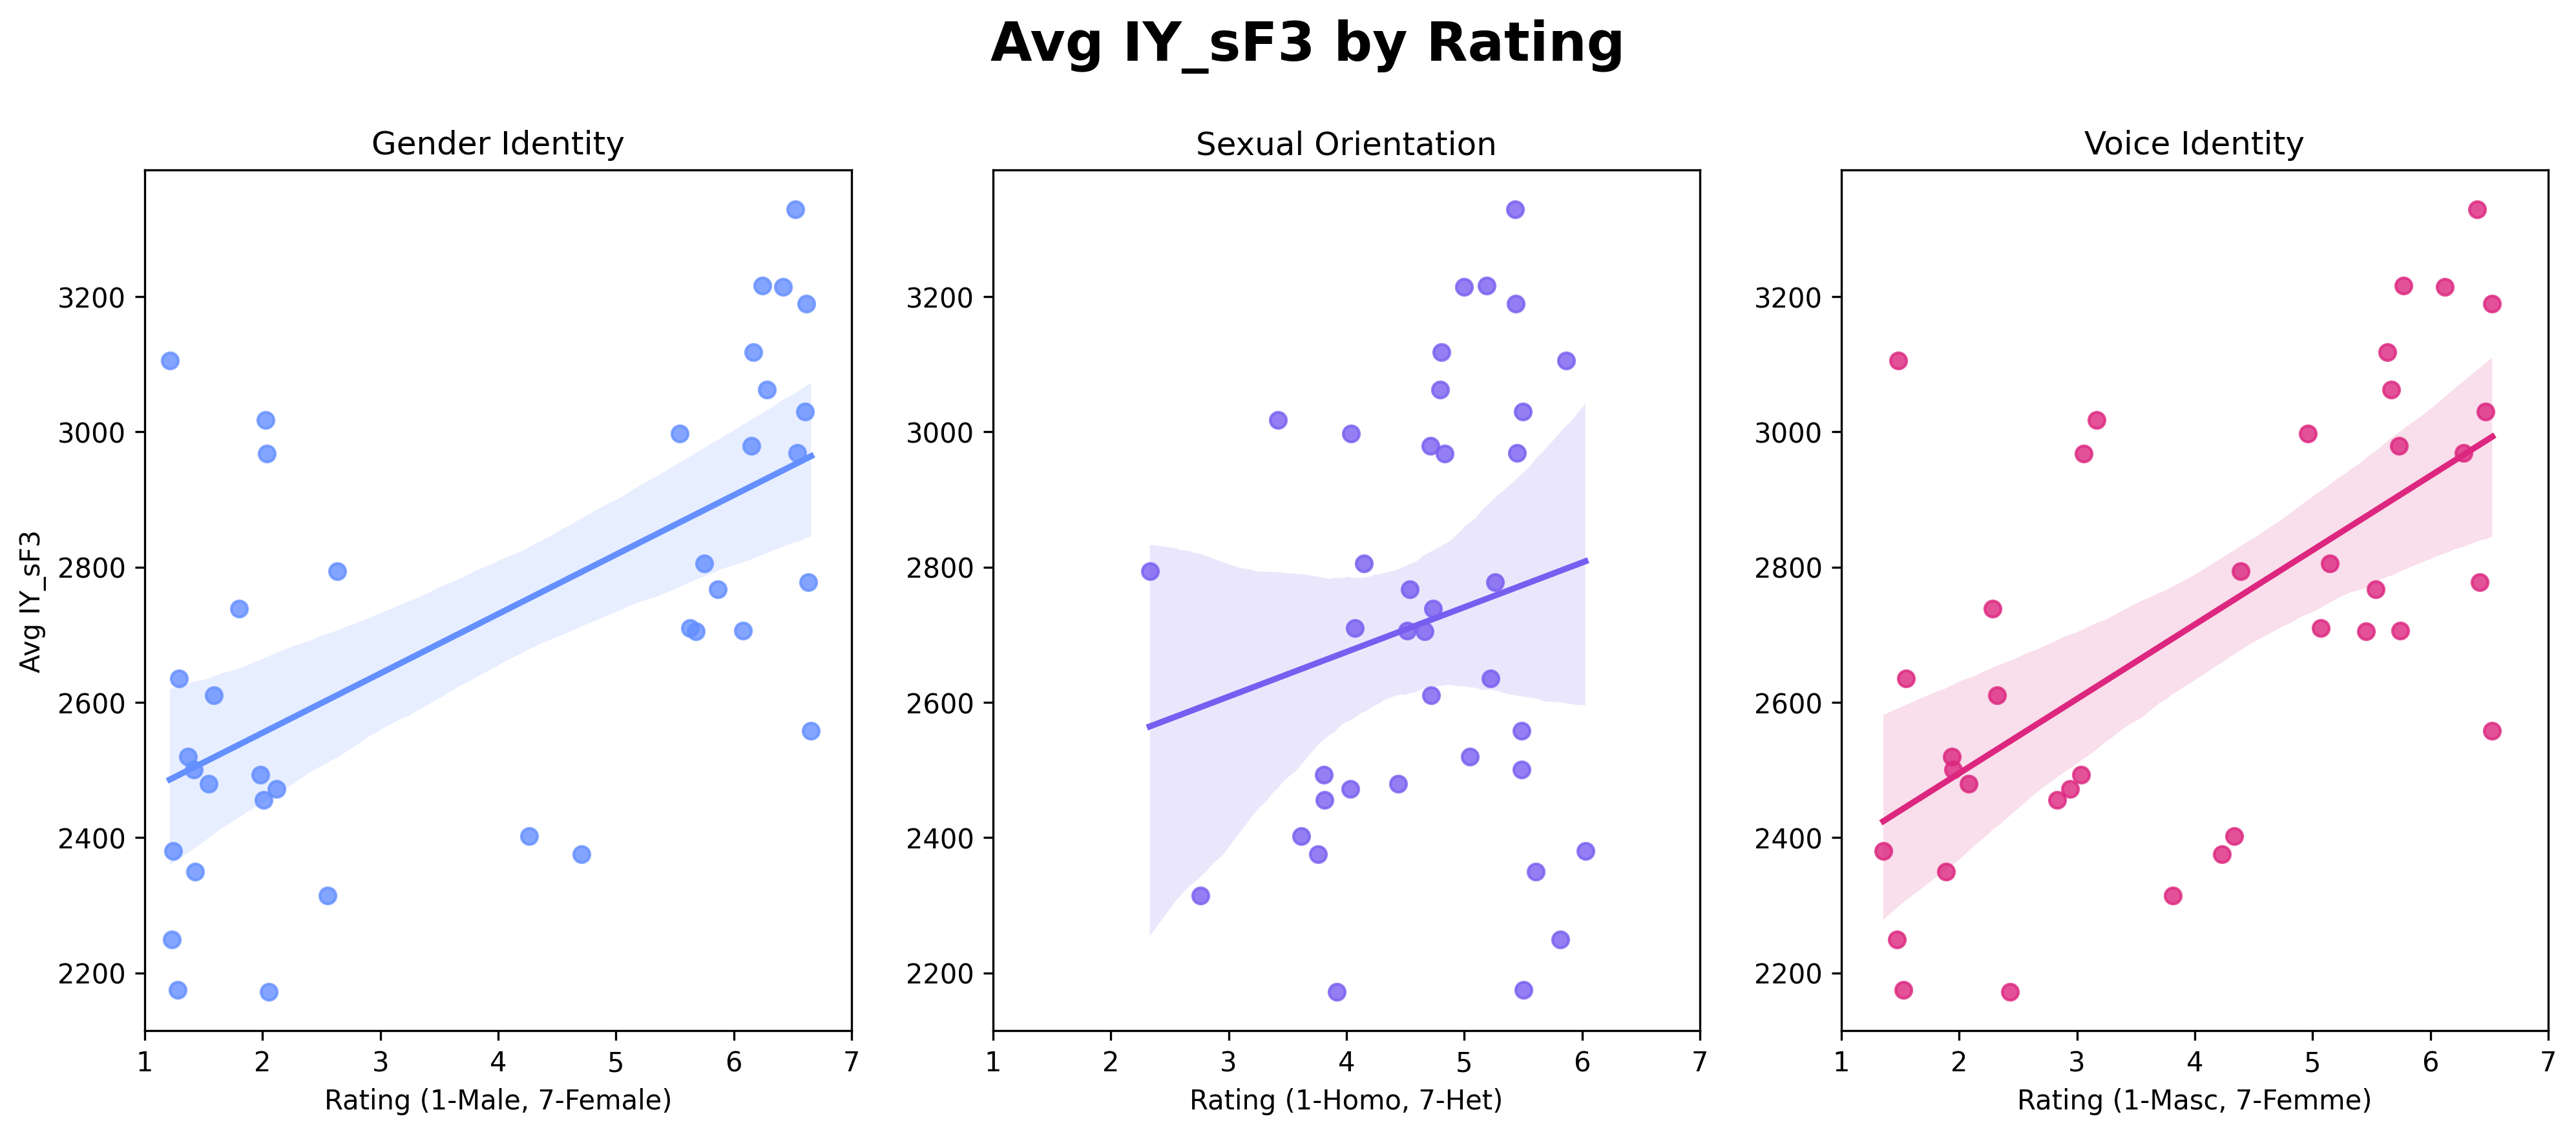 Avg IY_sF3 by Rating
Gender Identity
Sexual Orientation
Voice Identity
Avg IY_sF3
3200
3000
2800
2600
2400
2200
1 2 3 4 5 6 7
Rating (1-Male, 7-Female)
3200
3000
2800
2600
2400
2200
1 2 3 4 5 6 7
Rating (1-Homo, 7-Het)
3200
3000
2800
2600
2400
2200
1 2 3 4 5 6 7
Rating (1-Masc, 7-Femme)